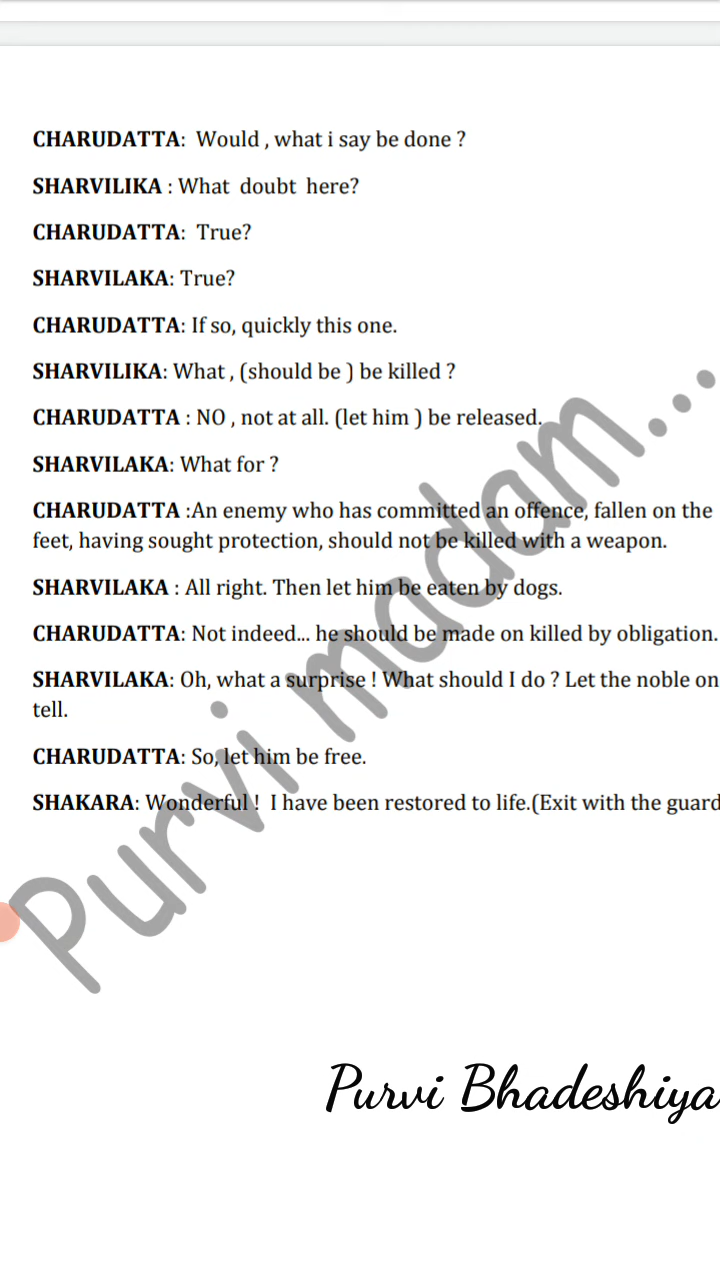 CHARUDATTA: Would , what i say be done ?
SHARVILIKA : What doubt here?
CHARUDATTA: True?
SHARVILAKA: True?
CHARUDATTA: If so, quickly this one.
SHARVILIKA: What , (should be ) be killed ?
CHARUDATTA : NO , not at all. (let him ) be released.
SHARVILAKA: What for ?
CHARUDATTA :An enemy who has committed an offence, fallen on the
feet, having sought protection, should not be killed with a weapon.
SHARVILAKA : All right. Then let him be eaten by dogs.
CHARUDATTA: Not indeed... he should be made on killed by obligation.
SHARVILAKA: Oh, what a surprise ! What should I do ? Let the noble on
tell.
CHARUDATTA: So, let him be free.
SHAKARA: Wonderful ! I have been restored to life.(Exit with the guard
Purvi madam...
Purvi Bhadeshiya